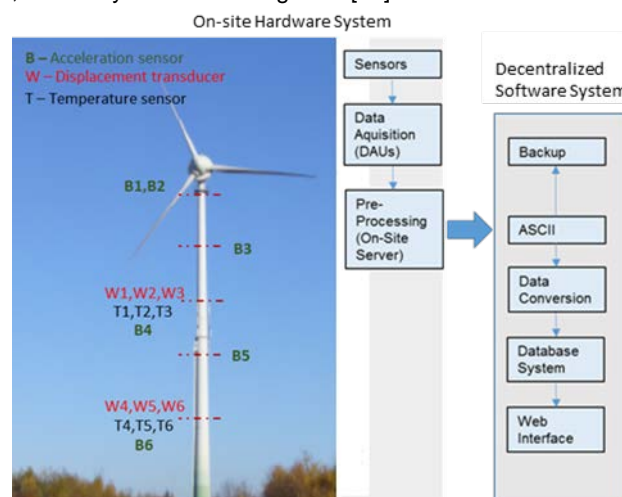 On-site Hardware System
B – Acceleration sensor
W – Displacement transducer
T – Temperature sensor
B1,B2
B3
W1,W2,W3
T1,T2,T3
B4
B5
W4,W5,W6
T4,T5,T6
B6
Sensors
Data
Aquisition
(DAUs)
Pre-
Processing
(On-Site
Server)
Decentralized
Software System
Backup
ASCII
Data
Conversion
Database
System
Web
Interface